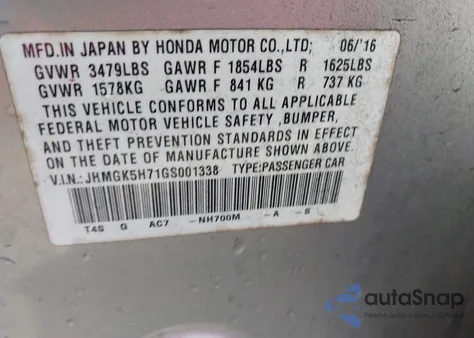 MFD.IN JAPAN BY HONDA MOTOR CO.,LTD; 06/'16
GVWR 3479LBS GAWR F 1854LBS R 1625LBS
GVWR 1578KG GAWR F 841 KG R 737 KG
THIS VEHICLE CONFORMS TO ALL APPLICABLE
FEDERAL MOTOR VEHICLE SAFETY ,BUMPER,
AND THEFT PREVENTION STANDARDS IN EFFECT
ON THE DATE OF MANUFACTURE SHOWN ABOVE.
V.I.N.: JHMGK5H71GS001338 TYPE:PASSENGER CAR
T4S G AC7 -NH700M -A -6
autoSnap